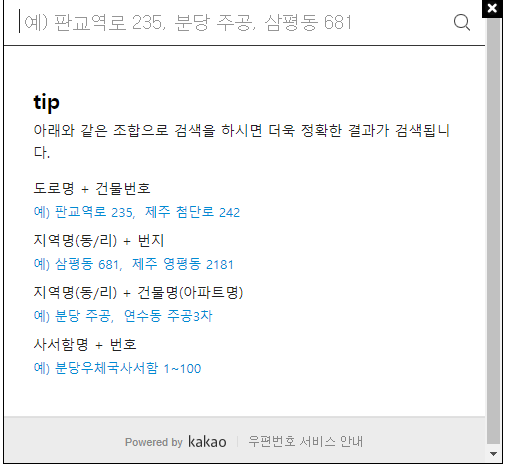 예) 판교역로 235, 분당 주공, 삼평동 681
tip
아래와 같은 조합으로 검색을 하시면 더욱 정확한 결과가 검색됩니
다.
도로명 + 건물번호
예) 판교역로 235, 제주 첨단로 242
지역명(동/리) + 번지
예) 삼평동 681, 제주 영평동 2181
지역명(동/리) + 건물명(아파트명)
예) 분당 주공, 연수동 주공3차
사서함명 + 번호
예) 분당우체국사서함 1~100
Powered by kakao 우편번호 서비스 안내